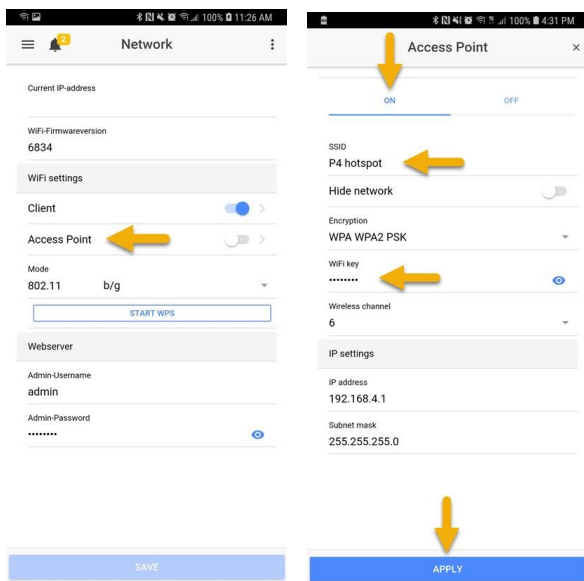 100% 11:26 AM
2
Network
Current IP-address
WiFi-Firmwareversion
6834
WiFi settings
Client
Access Point
Mode
802.11 b/g
START WPS
Webserver
Admin-Username
admin
Admin-Password
••••••••
SAVE
100% 4:31 PM
Access Point ×
ON OFF
SSID
P4 hotspot
Hide network
Encryption
WPA WPA2 PSK
WiFi key
••••••••
Wireless channel
6
IP settings
IP address
192.168.4.1
Subnet mask
255.255.255.0
APPLY